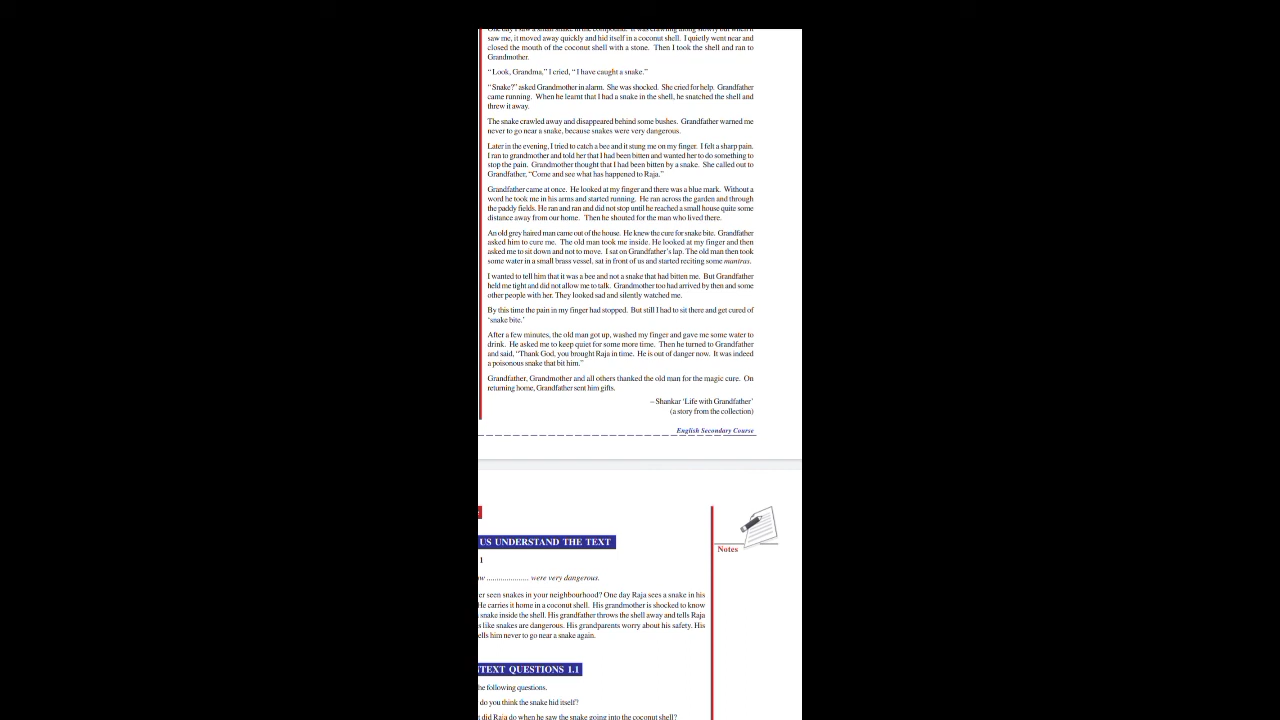 One day I saw a small snake in the compound. It was crawling along slowly but when it
saw me, it moved away quickly and hid itself in a coconut shell. I quietly went near and
closed the mouth of the coconut shell with a stone. Then I took the shell and ran to
Grandmother.
“Look, Grandma,” I cried, “ I have caught a snake.”
“Snake?” asked Grandmother in alarm. She was shocked. She cried for help. Grandfather
came running. When he learnt that I had a snake in the shell, he snatched the shell and
threw it away.
The snake crawled away and disappeared behind some bushes. Grandfather warned me
never to go near a snake, because snakes were very dangerous.
Later in the evening, I tried to catch a bee and it stung me on my finger. I felt a sharp pain.
I ran to grandmother and told her that I had been bitten and wanted her to do something to
stop the pain. Grandmother thought that I had been bitten by a snake. She called out to
Grandfather, “Come and see what has happened to Raja.”
Grandfather came at once. He looked at my finger and there was a blue mark. Without a
word he took me in his arms and started running. He ran across the garden and through
the paddy fields. He ran and ran and did not stop until he reached a small house quite some
distance away from our home. Then he shouted for the man who lived there.
An old grey haired man came out of the house. He knew the cure for snake bite. Grandfather
asked him to cure me. The old man took me inside. He looked at my finger and then
asked me to sit down and not to move. I sat on Grandfather’s lap. The old man then took
some water in a small brass vessel, sat in front of us and started reciting some mantras.
I wanted to tell him that it was a bee and not a snake that had bitten me. But Grandfather
held me tight and did not allow me to talk. Grandmother too had arrived by then and some
other people with her. They looked sad and silently watched me.
By this time the pain in my finger had stopped. But still I had to sit there and get cured of
‘snake bite.’
After a few minutes, the old man got up, washed my finger and gave me some water to
drink. He asked me to keep quiet for some more time. Then he turned to Grandfather
and said, “Thank God, you brought Raja in time. He is out of danger now. It was indeed
a poisonous snake that bit him.”
Grandfather, Grandmother and all others thanked the old man for the magic cure. On
returning home, Grandfather sent him gifts.
– Shankar ‘Life with Grandfather’
(a story from the collection)
English Secondary Course
US UNDERSTAND THE TEXT
Notes
1
aw ..................... were very dangerous.
er seen snakes in your neighbourhood? One day Raja sees a snake in his
He carries it home in a coconut shell. His grandmother is shocked to know
snake inside the shell. His grandfather throws the shell away and tells Raja
s like snakes are dangerous. His grandparents worry about his safety. His
ells him never to go near a snake again.
TEXT QUESTIONS 1.1
he following questions.
do you think the snake hid itself?
t did Raja do when he saw the snake going into the coconut shell?